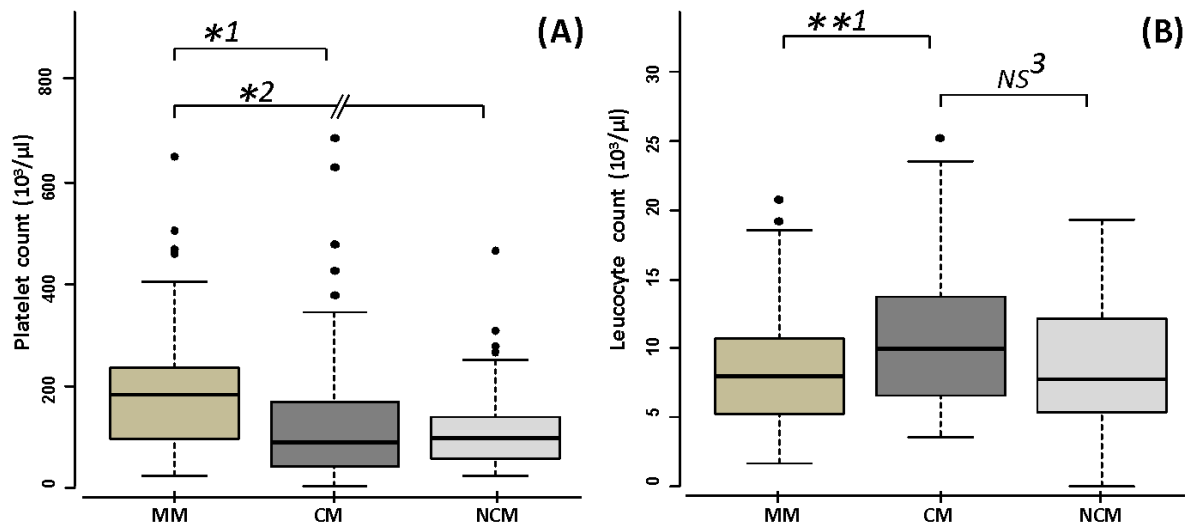 (A)
*1
*2
Platelet count (10³/µl)
800
600
400
200
0
MM CM NCM
(B)
**1
NS³
Leucocyte count (10³/µl)
30
25
20
15
10
5
0
MM CM NCM